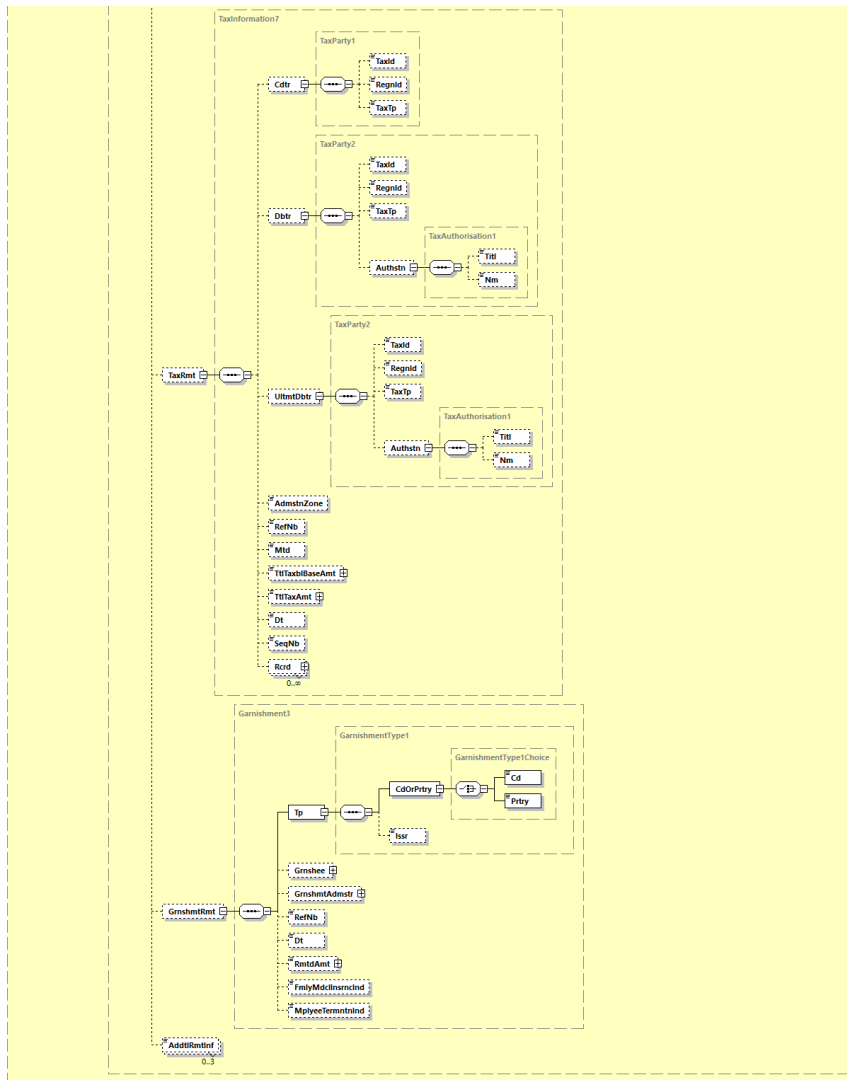 TaxInformation7
TaxParty1
TaxId
Cdtr
RegnId
TaxTp
TaxParty2
TaxId
RegnId
Dbtr
TaxTp
TaxAuthorisation1
Titl
Authstn
Nm
TaxParty2
TaxId
RegnId
TaxRmt
TaxTp
UltmtDbtr
TaxAuthorisation1
Titl
Authstn
Nm
AdmstnZone
RefNb
Mtd
TtlTaxblBaseAmt
TtlTaxAmt
Dt
SeqNb
Rcrd
0..∞
Garnishment3
GarnishmentType1
GarnishmentType1Choice
Cd
CdOrPrtry
Prtry
Tp
Issr
Grnshee
GrnshmtAdmstr
GrnshmtRmt
RefNb
Dt
RmtdAmt
FmlyMdclInsrncInd
MplyeeTermntnInd
AddtlRmtInf
0..3